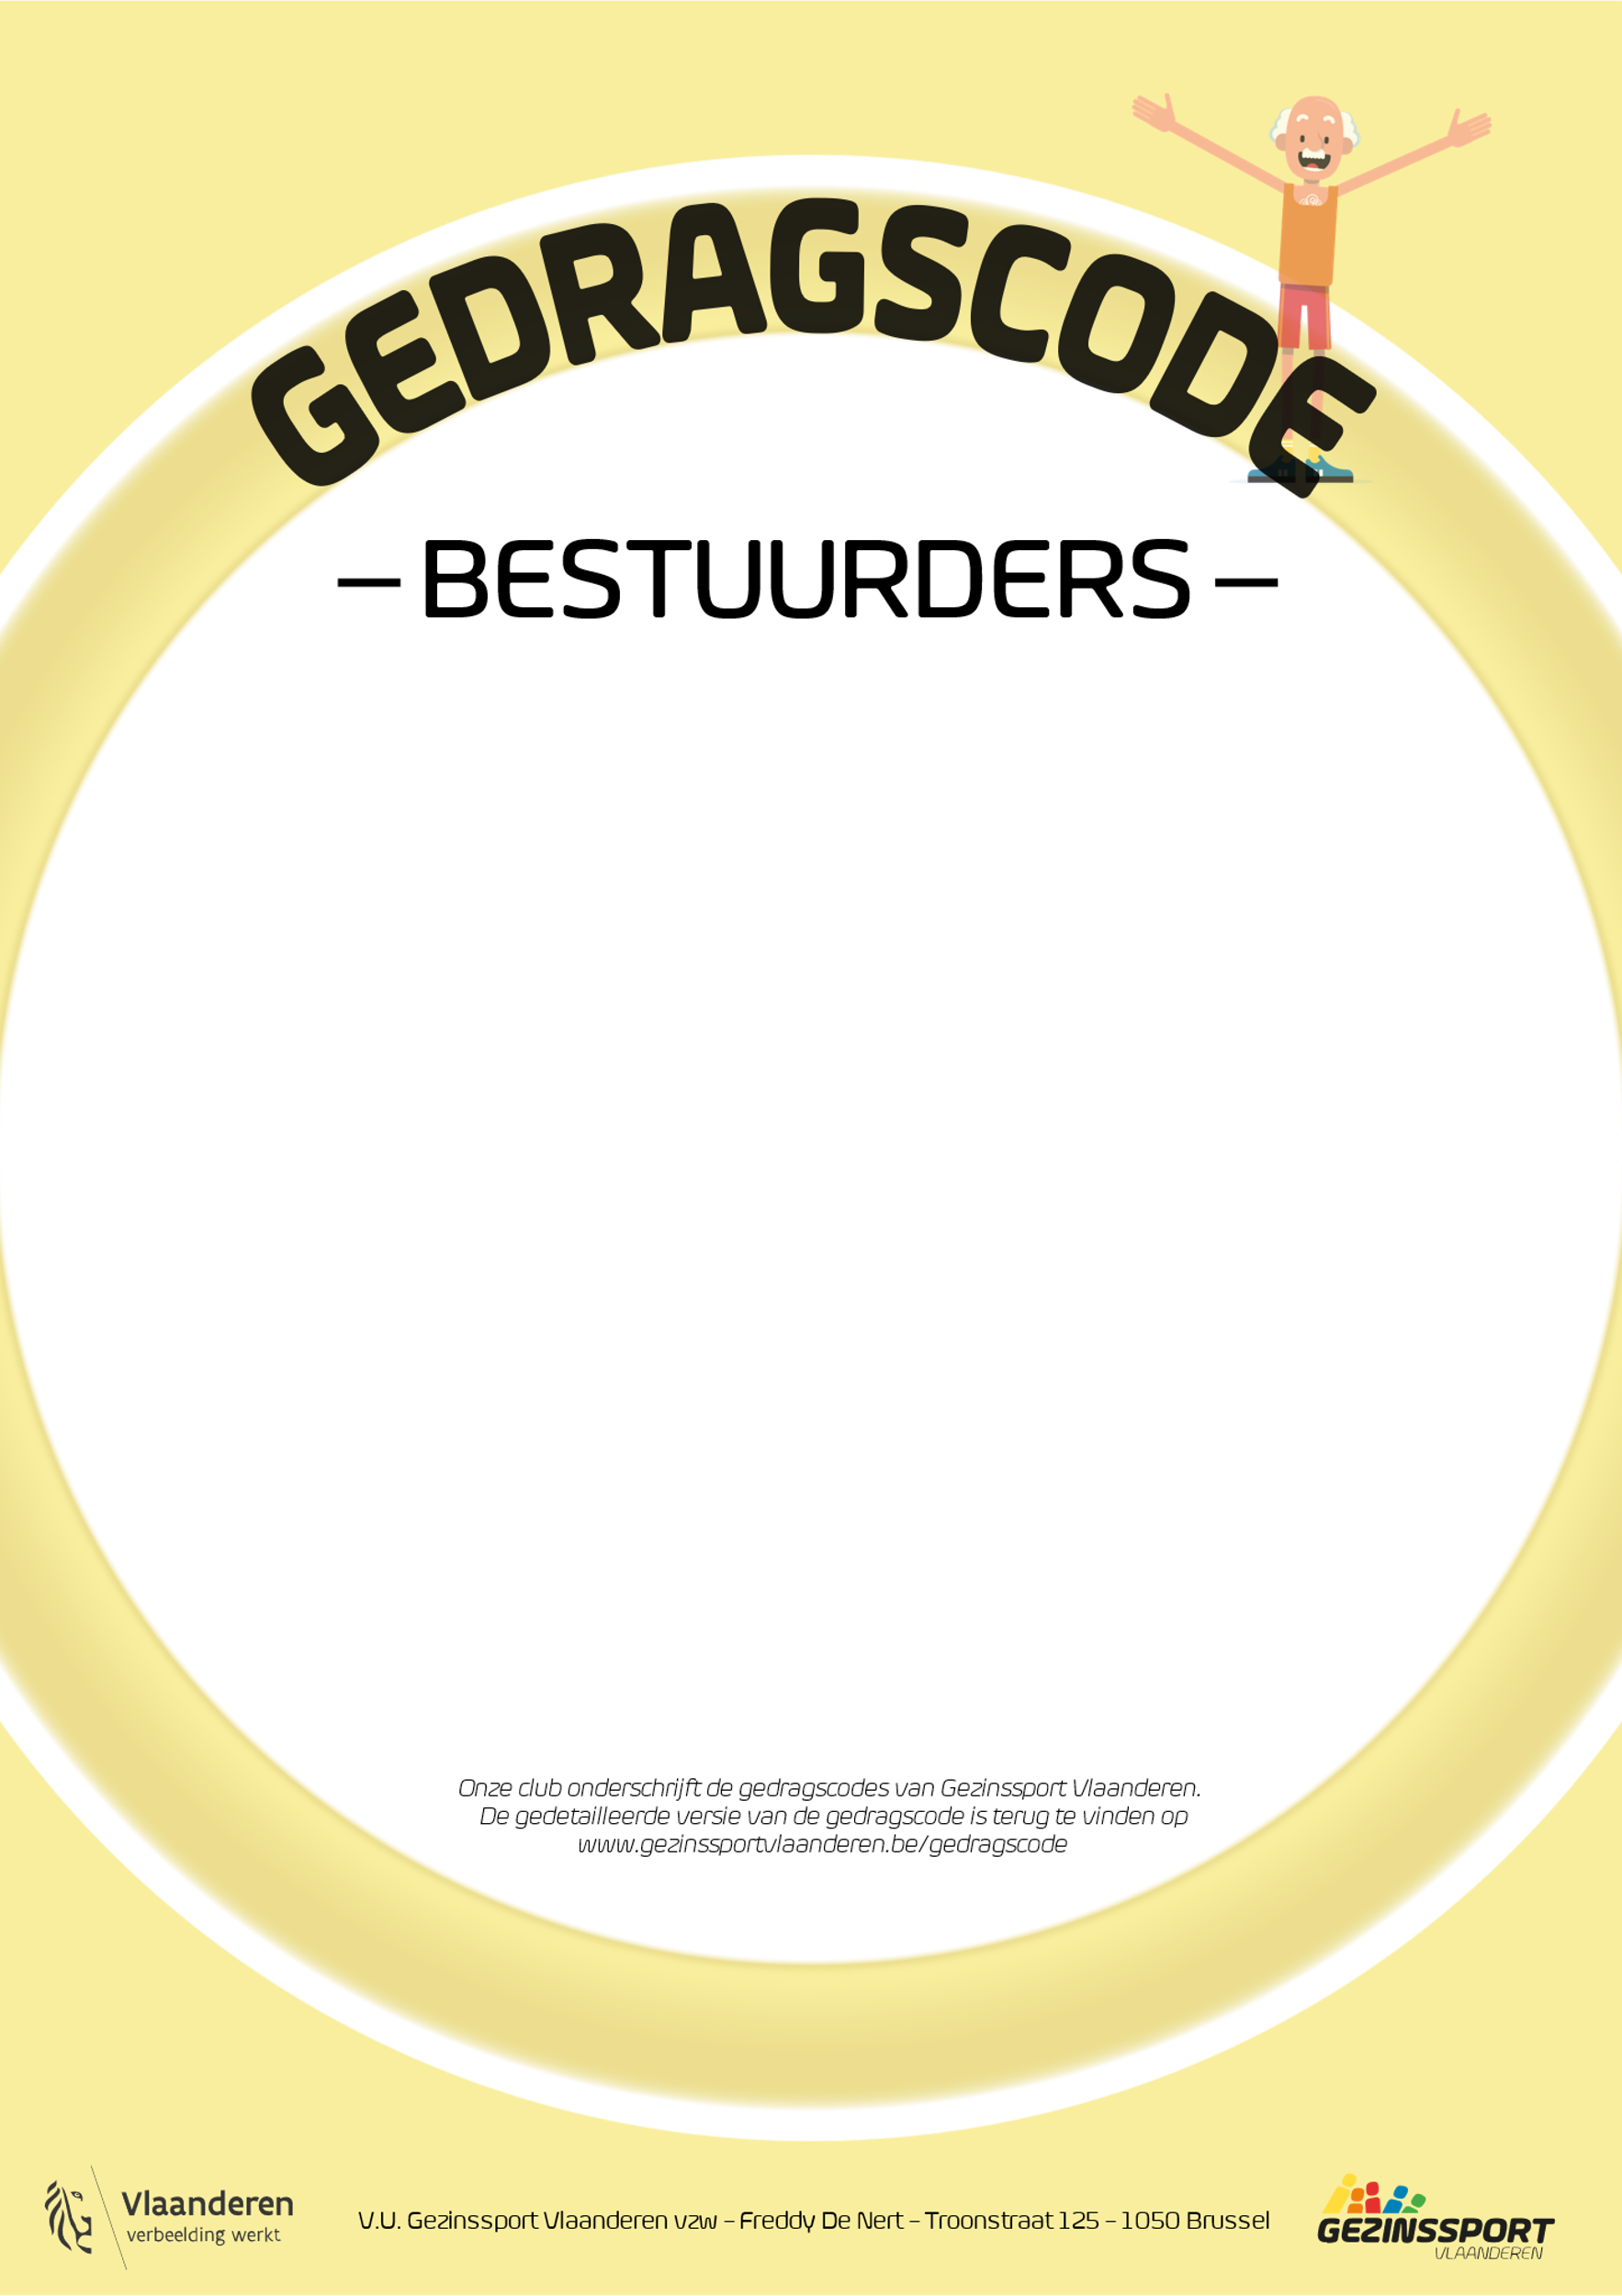 GEDRAGSCODE
– BESTUURDERS –
Onze club onderschrijft de gedragscodes van Gezinssport Vlaanderen.
De gedetailleerde versie van de gedragscode is terug te vinden op
www.gezinssportvlaanderen.be/gedragscode
Vlaanderen
verbeelding werkt
V.U. Gezinssport Vlaanderen vzw – Freddy De Nert – Troonstraat 125 – 1050 Brussel
GEZINSSPORT
VLAANDEREN